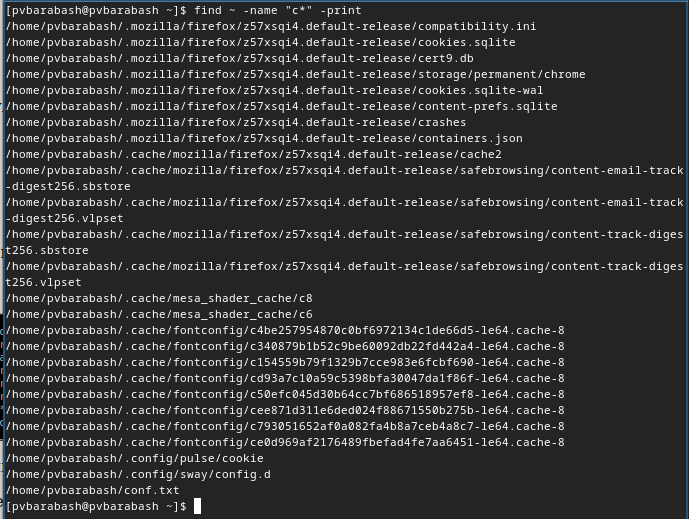 [pvbarabash@pvbarabash ~]$ find ~ -name "c*" -print
/home/pvbarabash/.mozilla/firefox/z57xsqi4.default-release/compatibility.ini
/home/pvbarabash/.mozilla/firefox/z57xsqi4.default-release/cookies.sqlite
/home/pvbarabash/.mozilla/firefox/z57xsqi4.default-release/cert9.db
/home/pvbarabash/.mozilla/firefox/z57xsqi4.default-release/storage/permanent/chrome
/home/pvbarabash/.mozilla/firefox/z57xsqi4.default-release/cookies.sqlite-wal
/home/pvbarabash/.mozilla/firefox/z57xsqi4.default-release/content-prefs.sqlite
/home/pvbarabash/.mozilla/firefox/z57xsqi4.default-release/crashes
/home/pvbarabash/.mozilla/firefox/z57xsqi4.default-release/containers.json
/home/pvbarabash/.cache/mozilla/firefox/z57xsqi4.default-release/cache2
/home/pvbarabash/.cache/mozilla/firefox/z57xsqi4.default-release/safebrowsing/content-email-track
-digest256.sbstore
/home/pvbarabash/.cache/mozilla/firefox/z57xsqi4.default-release/safebrowsing/content-email-track
-digest256.vlpset
/home/pvbarabash/.cache/mozilla/firefox/z57xsqi4.default-release/safebrowsing/content-track-diges
t256.sbstore
/home/pvbarabash/.cache/mozilla/firefox/z57xsqi4.default-release/safebrowsing/content-track-diges
t256.vlpset
/home/pvbarabash/.cache/mesa_shader_cache/c8
/home/pvbarabash/.cache/mesa_shader_cache/c6
/home/pvbarabash/.cache/fontconfig/c4be257954870c0bf6972134c1de66d5-le64.cache-8
/home/pvbarabash/.cache/fontconfig/c340879b1b52c9be60092db22fd442a4-le64.cache-8
/home/pvbarabash/.cache/fontconfig/c154559b79f1329b7cce983e6fcbf690-le64.cache-8
/home/pvbarabash/.cache/fontconfig/cd93a7c10a59c5398bfa30047da1f86f-le64.cache-8
/home/pvbarabash/.cache/fontconfig/c50efc045d30b64cc7bf686518957ef8-le64.cache-8
/home/pvbarabash/.cache/fontconfig/cee871d311e6ded024f88671550b275b-le64.cache-8
/home/pvbarabash/.cache/fontconfig/c793051652af0a082fa4b8a7ceb4a8c7-le64.cache-8
/home/pvbarabash/.cache/fontconfig/ce0d969af2176489fbefad4fe7aa6451-le64.cache-8
/home/pvbarabash/.config/pulse/cookie
/home/pvbarabash/.config/sway/config.d
/home/pvbarabash/conf.txt
[pvbarabash@pvbarabash ~]$